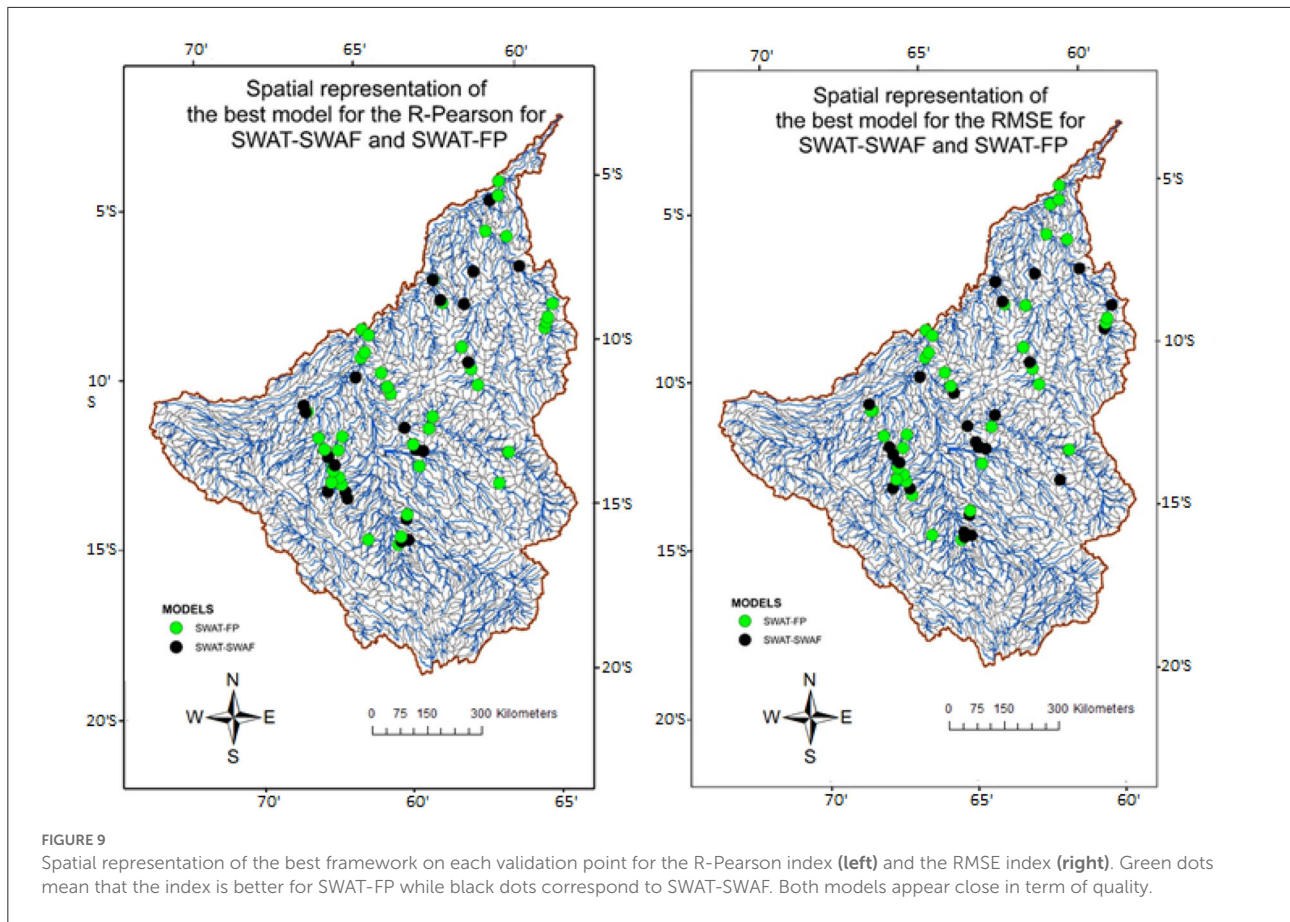 70'
65'
60'
Spatial representation of
the best model for the R-Pearson for
SWAT-SWAF and SWAT-FP
5'S
5'S
10'S
10'
S
15'S
15'S
20'S
20'S
MODELS
SWAT-FP
SWAT-SWAF
N
W
E
S
0 75 150 300 Kilometers
70'
60'
65'
70'
65'
60'
Spatial representation of
the best model for the RMSE for
SWAT-SWAF and SWAT-FP
5'S
5'S
10'S
10'S
15'S
15'S
20'S
20'S
MODELS
SWAT-FP
SWAT-SWAF
N
W
E
S
0 75 150 300 Kilometers
70'
65'
60'
FIGURE 9
Spatial representation of the best framework on each validation point for the R-Pearson index (left) and the RMSE index (right). Green dots
mean that the index is better for SWAT-FP while black dots correspond to SWAT-SWAF. Both models appear close in term of quality.